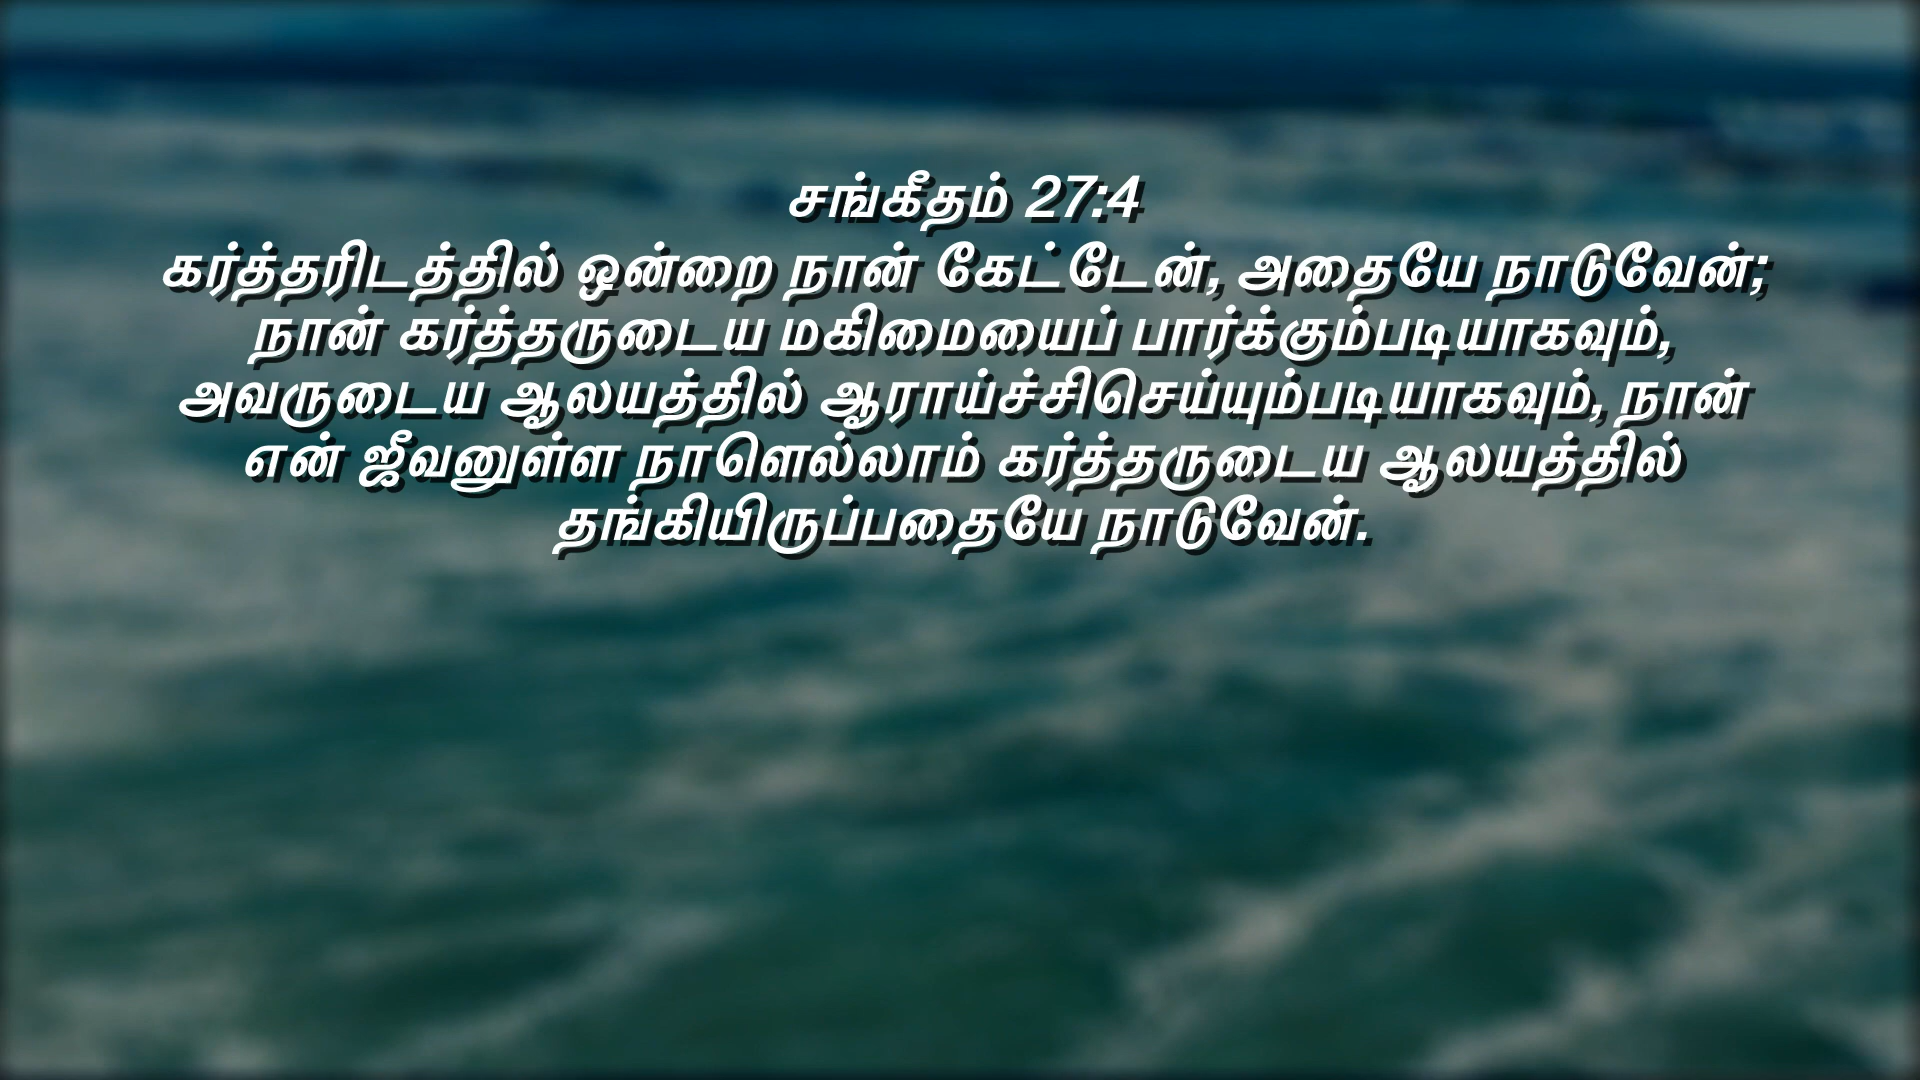 சங்கீதம் 27:4
கர்த்தரிடத்தில் ஒன்றை நான் கேட்டேன், அதையே நாடுவேன்;
நான் கர்த்தருடைய மகிமையைப் பார்க்கும்படியாகவும்,
அவருடைய ஆலயத்தில் ஆராய்ச்சிசெய்யும்படியாகவும், நான்
என் ஜீவனுள்ள நாளெல்லாம் கர்த்தருடைய ஆலயத்தில்
தங்கியிருப்பதையே நாடுவேன்.